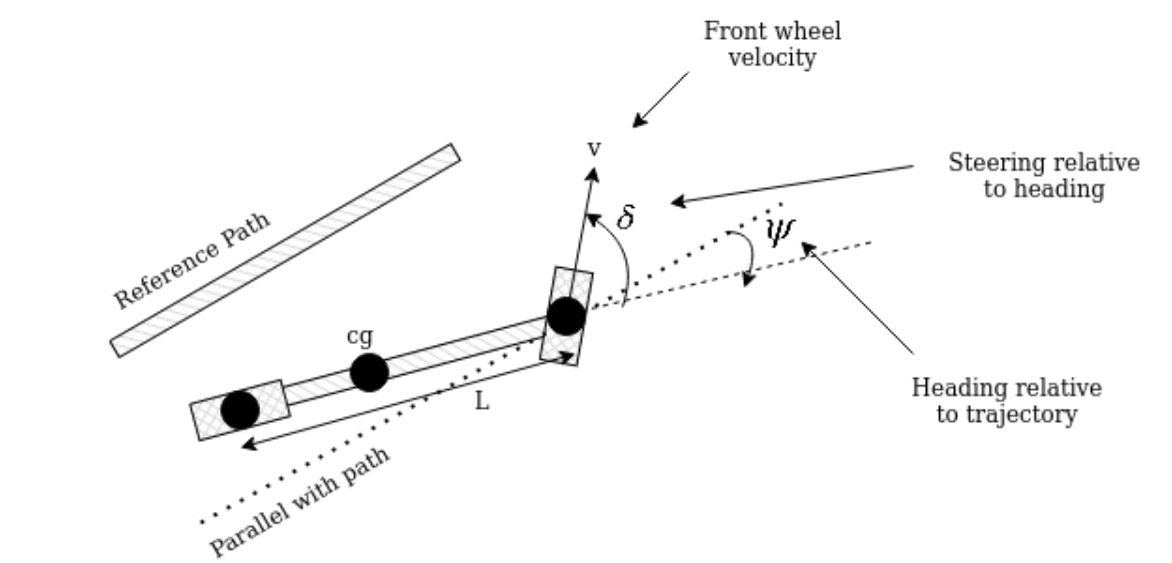 Front wheel
velocity
v
Steering relative
to heading
δ
ψ
Reference Path
cg
L
Heading relative
to trajectory
Parallel with path